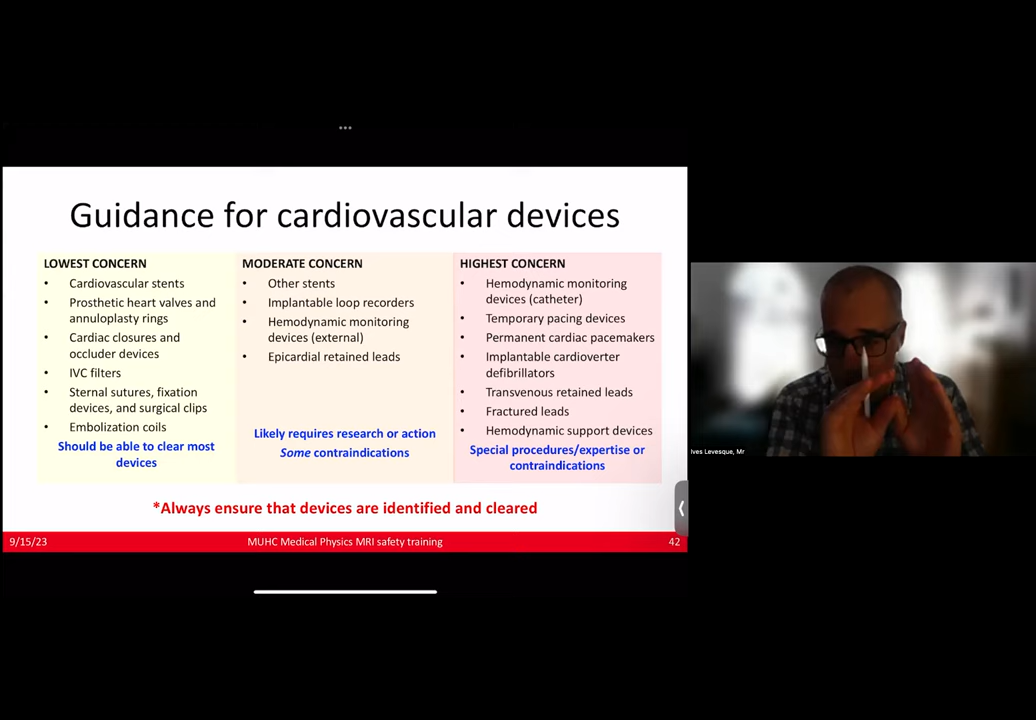 Guidance for cardiovascular devices
LOWEST CONCERN
• Cardiovascular stents
• Prosthetic heart valves and
annuloplasty rings
• Cardiac closures and
occluder devices
• IVC filters
• Sternal sutures, fixation
devices, and surgical clips
• Embolization coils
Should be able to clear most
devices
MODERATE CONCERN
• Other stents
• Implantable loop recorders
• Hemodynamic monitoring
devices (external)
• Epicardial retained leads
Likely requires research or action
Some contraindications
HIGHEST CONCERN
• Hemodynamic monitoring
devices (catheter)
• Temporary pacing devices
• Permanent cardiac pacemakers
• Implantable cardioverter
defibrillators
• Transvenous retained leads
• Fractured leads
• Hemodynamic support devices
Special procedures/expertise or
contraindications
*Always ensure that devices are identified and cleared
9/15/23
MUHC Medical Physics MRI safety training
42
Ives Levesque, Mr